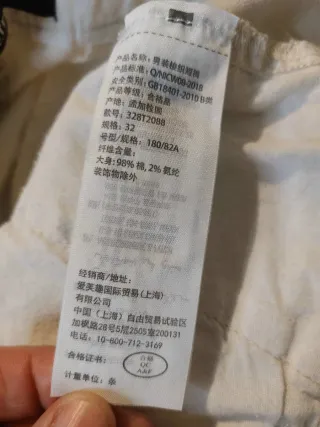 产品名称: 男装梭织短裤
产品标准: Q/ABCW08-2018
安全类别: GB18401-2010 B类
产品等级: 合格品
产地: 孟加拉国
款号: 328T2088
规格: 32
号型/规格: 180/82A
纤维含量:
大身: 98% 棉, 2% 氨纶
装饰物除外
经销商/地址:
爱芙趣国际贸易(上海)
有限公司
中国 (上海) 自由贸易试验区
加枫路28号5层2505室200131
电话: 10-800-712-3169
合格证书:
合格
QC
A&F
计量单位: 条